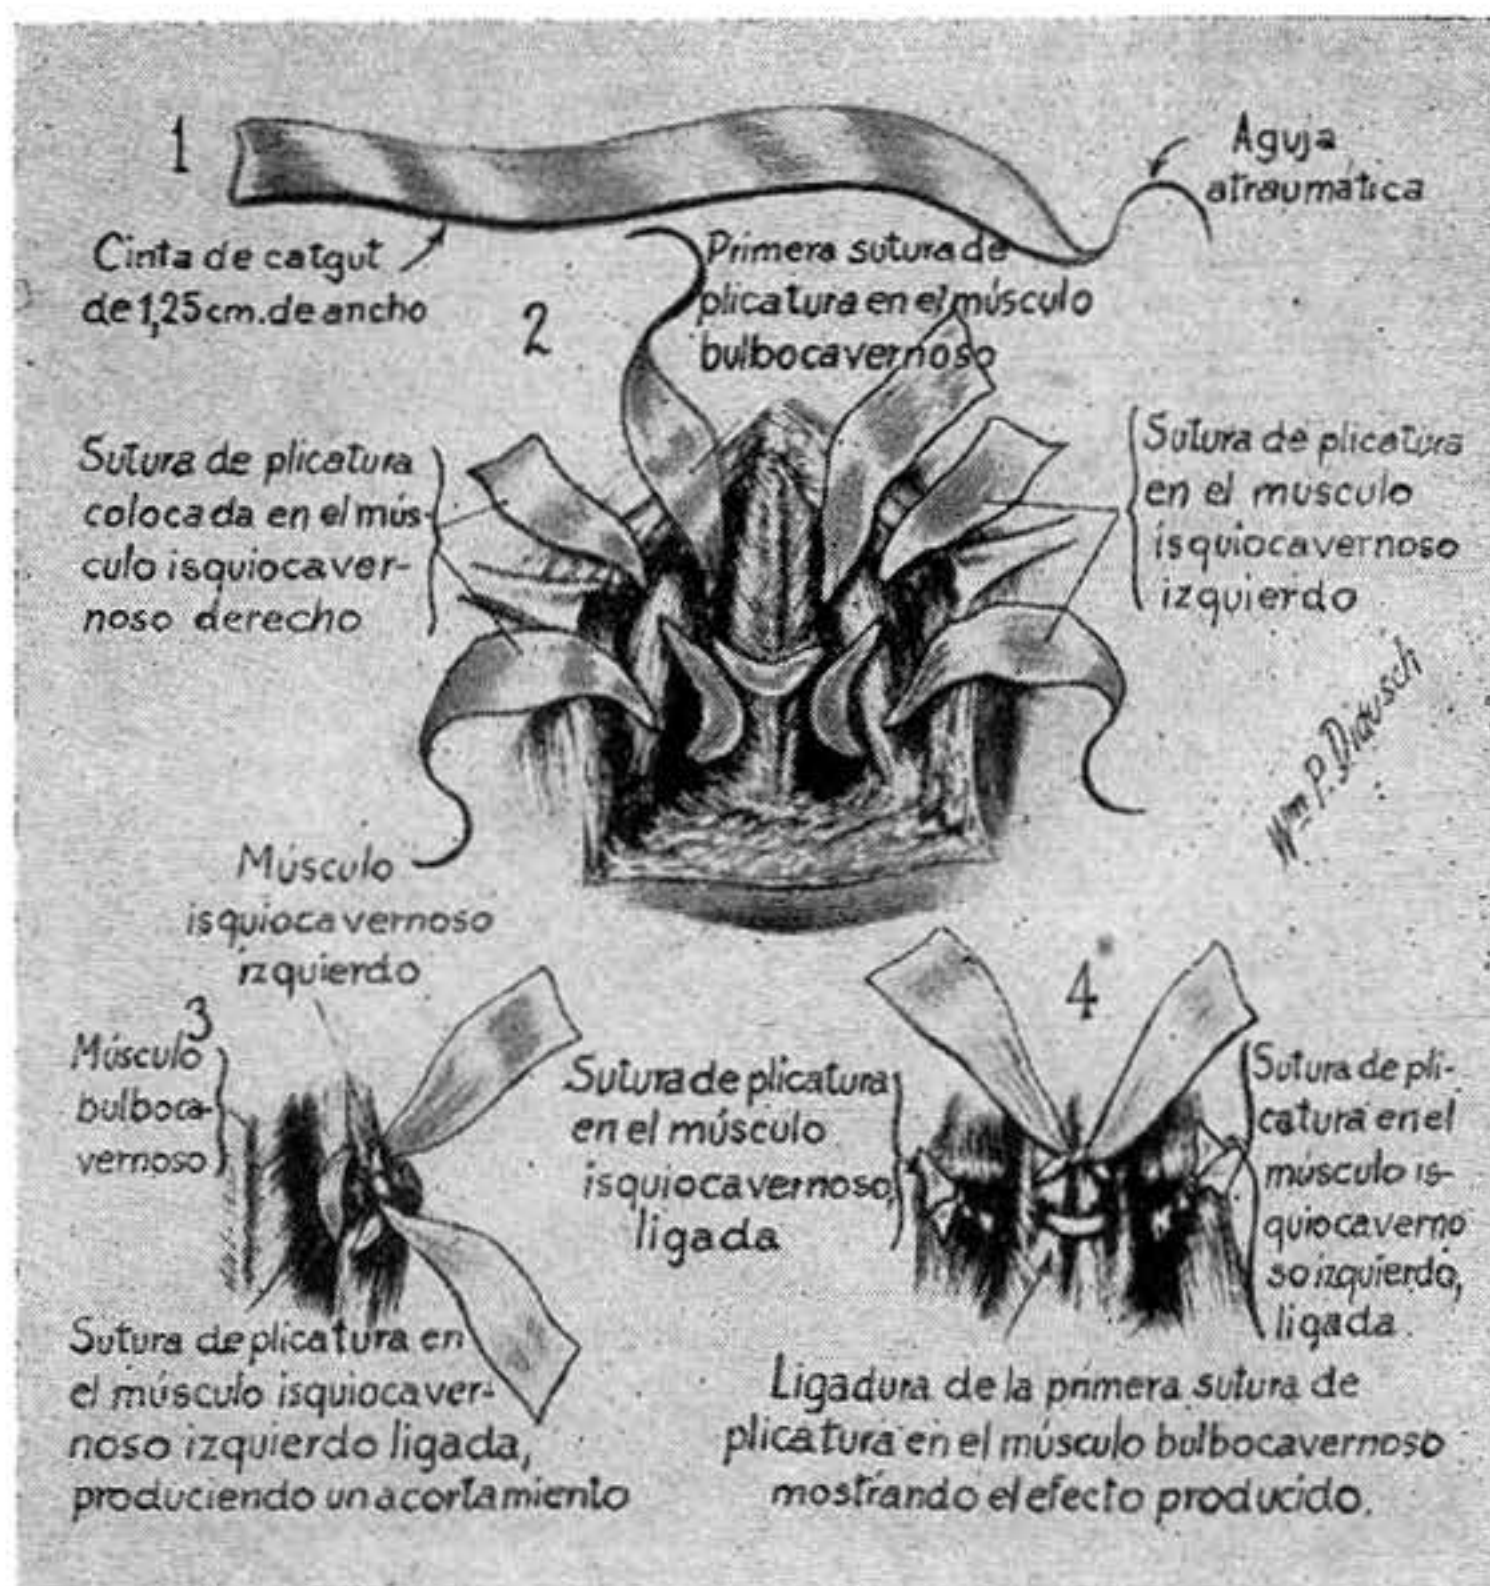 1
Aguja
atraumática
Cinta de catgut
de 1,25 cm. de ancho
2
Primera sutura de
plicatura en el músculo
bulbocavernoso
Sutura de plicatura
colocada en el mús-
culo isquiocaver-
noso derecho
Sutura de plicatura
en el musculo
isquiocavernoso
izquierdo
Wm P. Didusch
Músculo
isquiocavernoso
izquierdo
3
Músculo
bulboca-
vernoso
Sutura de plicatura en
el músculo isquiocaver-
noso izquierdo ligada,
produciendo un acortamiento
4
Sutura de plicatura
en el músculo
isquiocavernoso,
ligada
Sutura de pli-
catura en el
músculo is-
quiocaverno
so izquierdo,
ligada.
Ligadura de la primera sutura de
plicatura en el músculo bulbocavernoso
mostrando el efecto producido.